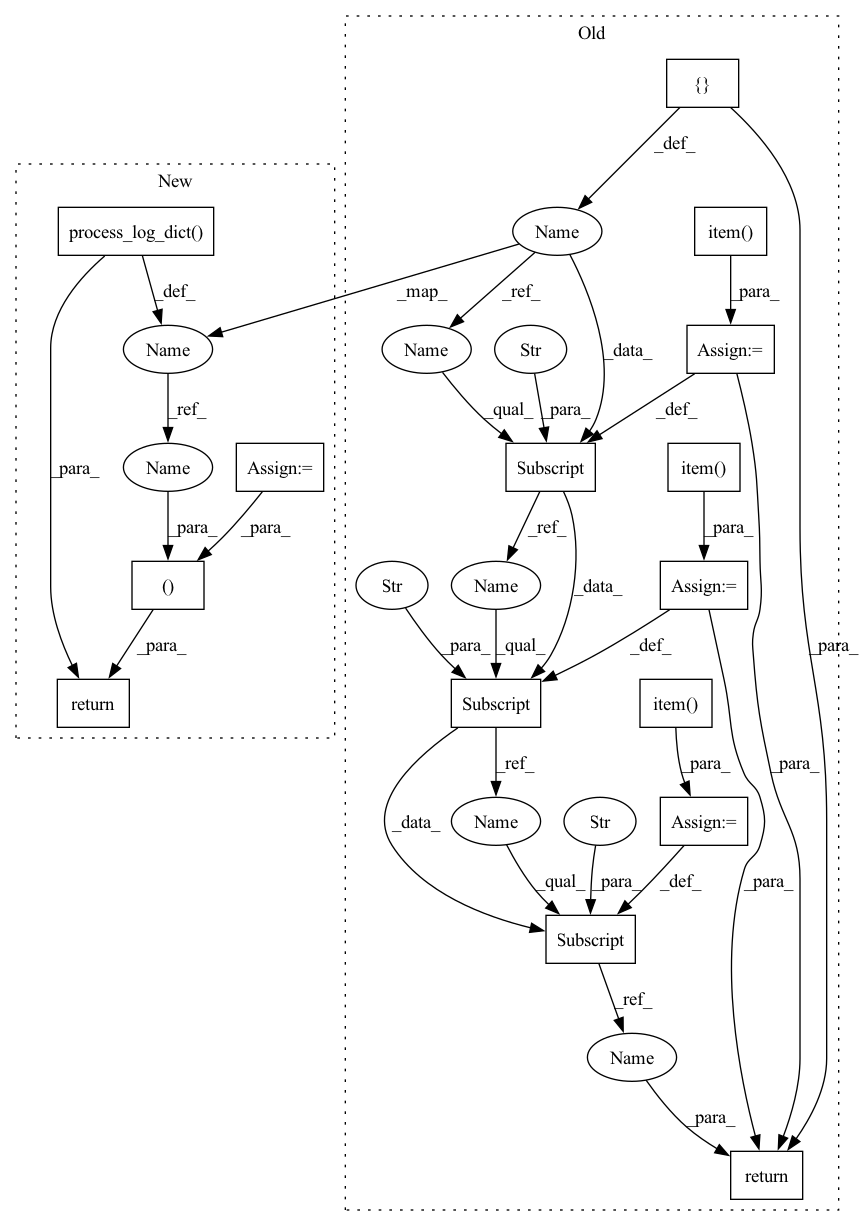 Old
{}
_def_
New
process_log_dict()
Name
item()
_def_
_map_
_ref_
_para_
Name
Name
Str
_data_
Assign:=
_ref_
_qual_
_para_
_def_
_para_
Name
Assign:=
Subscript
item()
_para_
_para_
_ref_
_para_
()
Str
Name
_data_
Assign:=
_para_
_para_
_qual_
_def_
_para_
return
Subscript
item()
_ref_
_para_
_para_
_data_
Name
Str
Assign:=
_qual_
_para_
_def_
_para_
Subscript
_ref_
Name
_para_
return